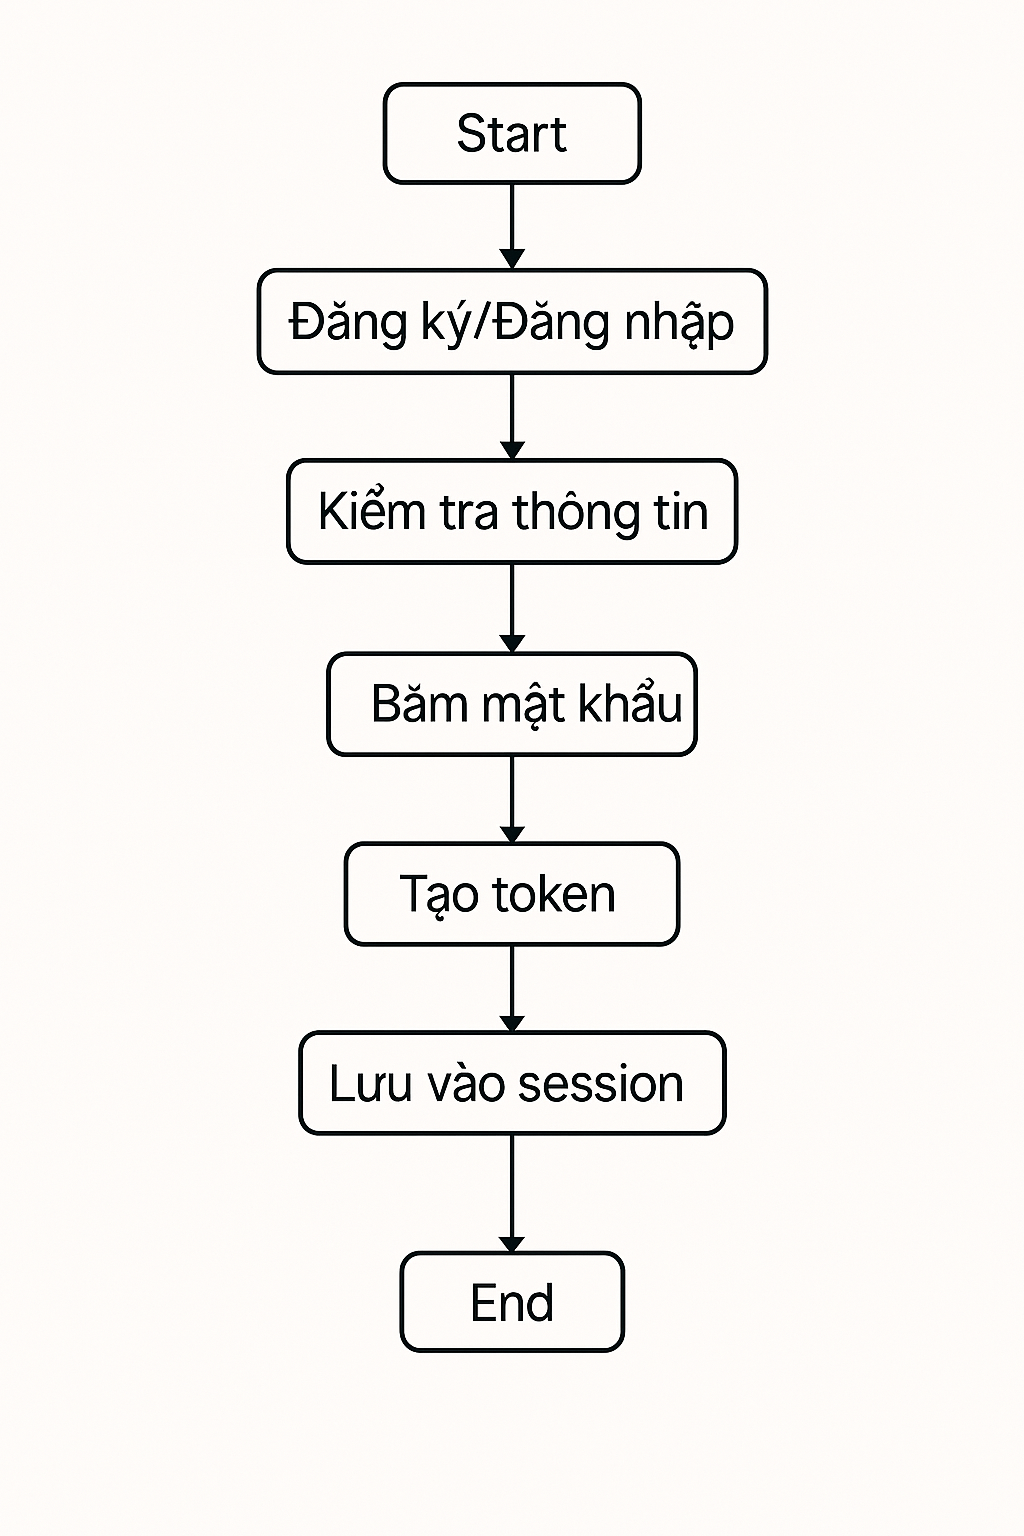 Start
Đăng ký/Đăng nhập
Kiểm tra thông tin
Băm mật khẩu
Tạo token
Lưu vào session
End